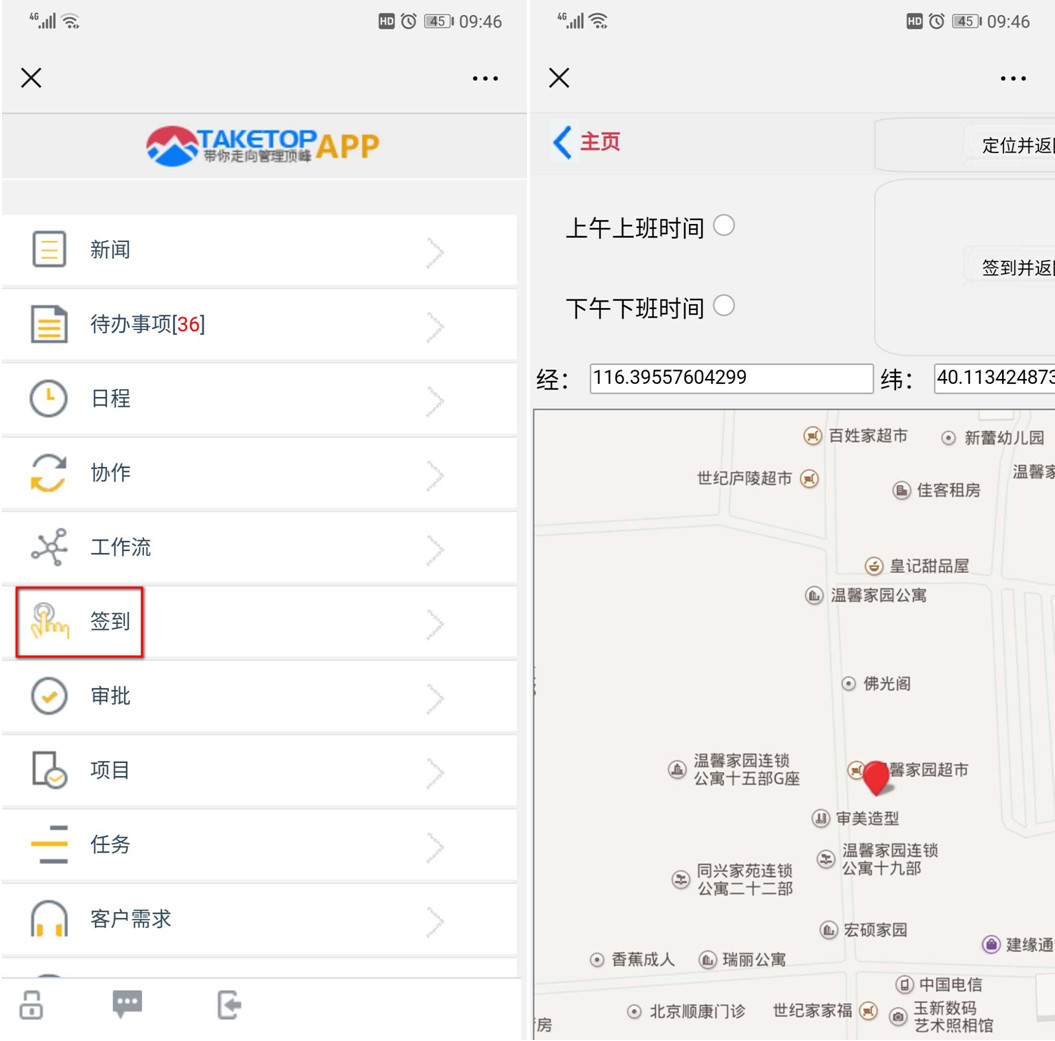 4G
HD
45
09:46
TAKETOP
APP
带你走向管理顶峰
新闻
待办事项[36]
日程
协作
工作流
签到
审批
项目
任务
客户需求
4G
HD
45
09:46
主页
定位并返回
上午上班时间
签到并返回
下午下班时间
经:
116.39557604299
纬:
40.113424873
百姓家超市
新蕾幼儿园
世纪庐陵超市
温馨家
佳客租房
皇记甜品屋
温馨家园公寓
佛光阁
温馨家园连锁
公寓十五部G座
馨家园超市
审美造型
温馨家园连锁
公寓十九部
同兴家苑连锁
公寓二十二部
宏硕家园
建缘通
香蕉成人
瑞丽公寓
中国电信
北京顺康门诊
世纪家家福
玉新数码
艺术照相馆
房